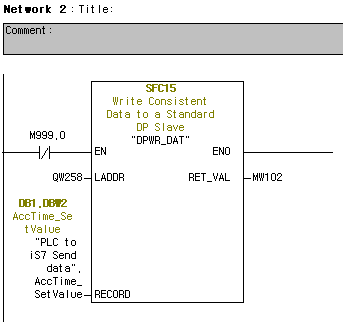 Network 2 : Title:
Comment:
SFC15
Write Consistent
Data to a Standard
DP Slave
"DPWR_DAT"
M999.0
EN
ENO
QW258
LADDR
RET_VAL
MW102
DB1.DBW2
AccTime_Se
tValue
"PLC to
iS7 Send
data".
AccTime_
SetValue
RECORD